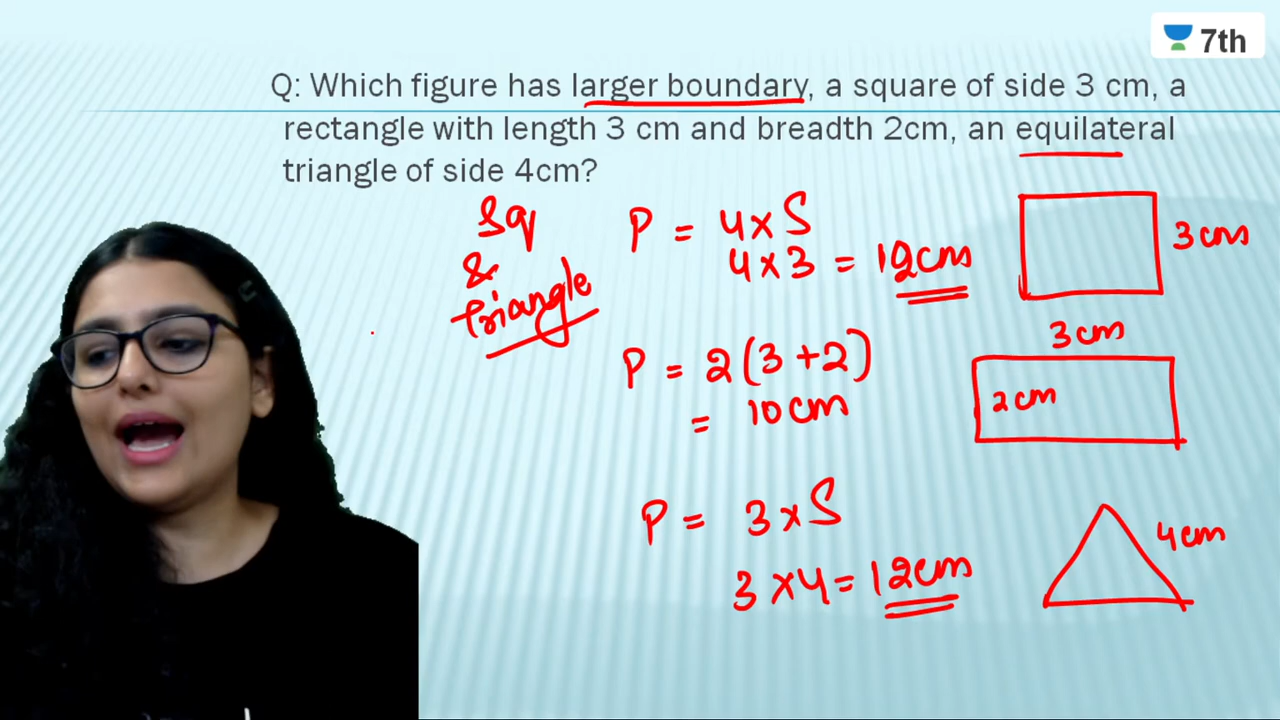 7th
Q: Which figure has larger boundary, a square of side 3 cm, a
rectangle with length 3 cm and breadth 2cm, an equilateral
triangle of side 4cm?
Sq
&
triangle
P = 4×S
4×3 = 12cm
3cm
P = 2(3+2)
= 10cm
3cm
2cm
P = 3×S
3×4=12cm
4cm